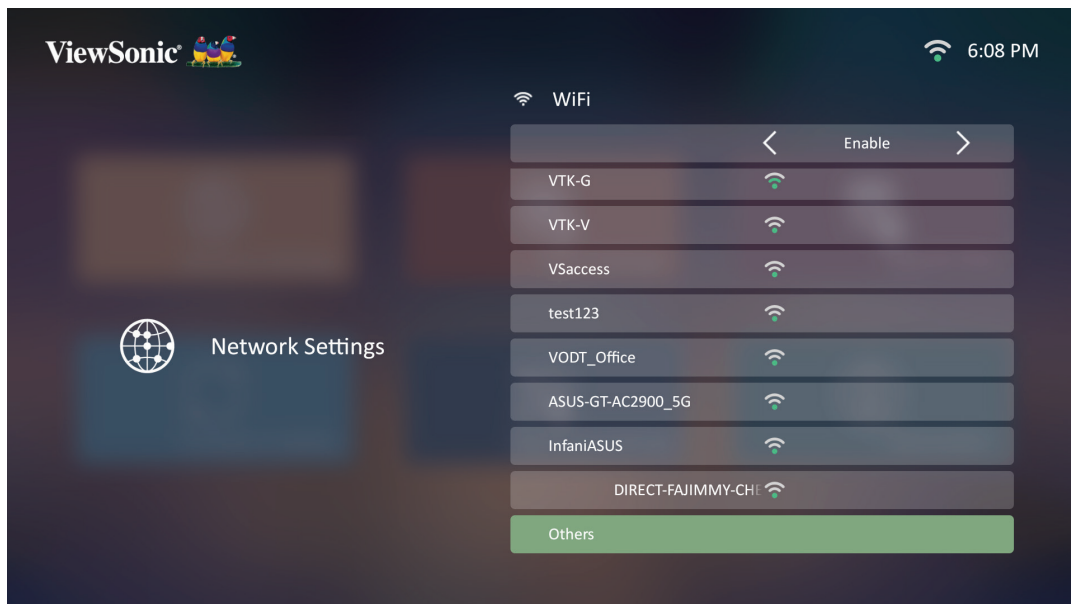 ViewSonic®
6:08 PM
WiFi
Enable
VTK-G
VTK-V
VSaccess
test123
Network Settings
VODT_Office
ASUS-GT-AC2900_5G
InfaniASUS
DIRECT-FAJIMMY-CHE
Others